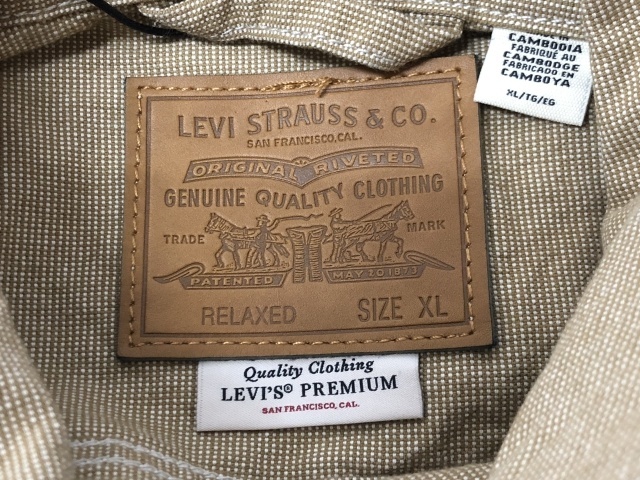 LEVI STRAUSS & CO.
SAN FRANCISCO, CAL.
ORIGINAL RIVETED
GENUINE QUALITY CLOTHING
TRADE MARK
PATENTED MAY 20 1873
RELAXED SIZE XL
Quality Clothing
LEVI'S® PREMIUM
SAN FRANCISCO, CAL.
CAMBODIA
FABRIQUÉ AU
CAMBODGE
FABRICADO EN
CAMBOYA
XL/TG/EG